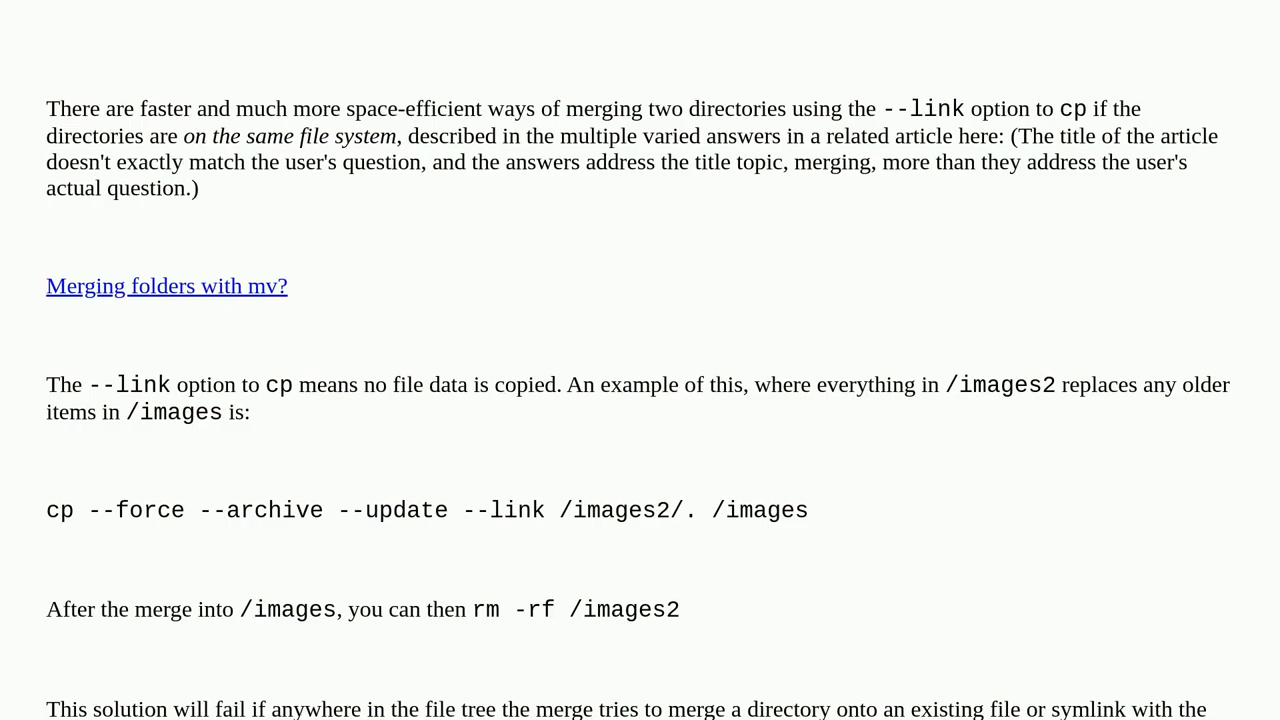 There are faster and much more space-efficient ways of merging two directories using the --link option to cp if the
directories are on the same file system, described in the multiple varied answers in a related article here: (The title of the article
doesn't exactly match the user's question, and the answers address the title topic, merging, more than they address the user's
actual question.)
Merging folders with mv?
The --link option to cp means no file data is copied. An example of this, where everything in /images2 replaces any older
items in /images is:
cp --force --archive --update --link /images2/. /images
After the merge into /images, you can then rm -rf /images2
This solution will fail if anywhere in the file tree the merge tries to merge a directory onto an existing file or symlink with the